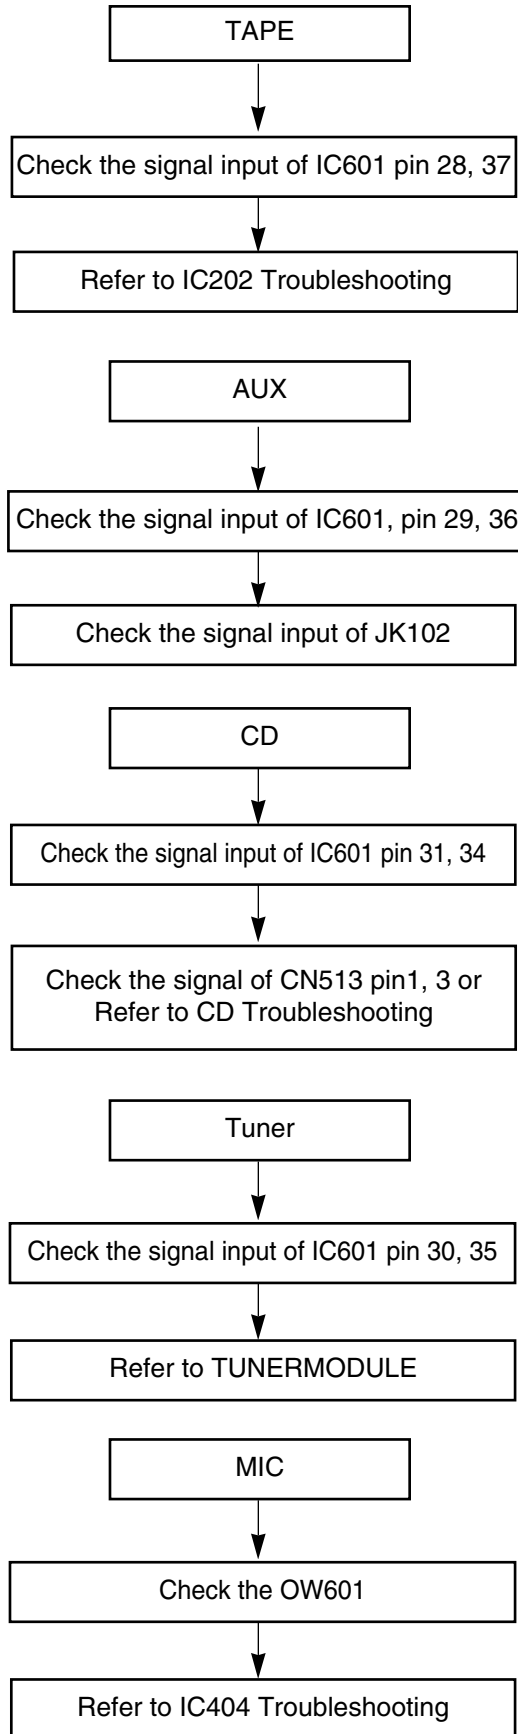 TAPE
Check the signal input of IC601 pin 28, 37
Refer to IC202 Troubleshooting
AUX
Check the signal input of IC601, pin 29, 36
Check the signal input of JK102
CD
Check the signal input of IC601 pin 31, 34
Check the signal of CN513 pin1, 3 or
Refer to CD Troubleshooting
Tuner
Check the signal input of IC601 pin 30, 35
Refer to TUNERMODULE
MIC
Check the OW601
Refer to IC404 Troubleshooting